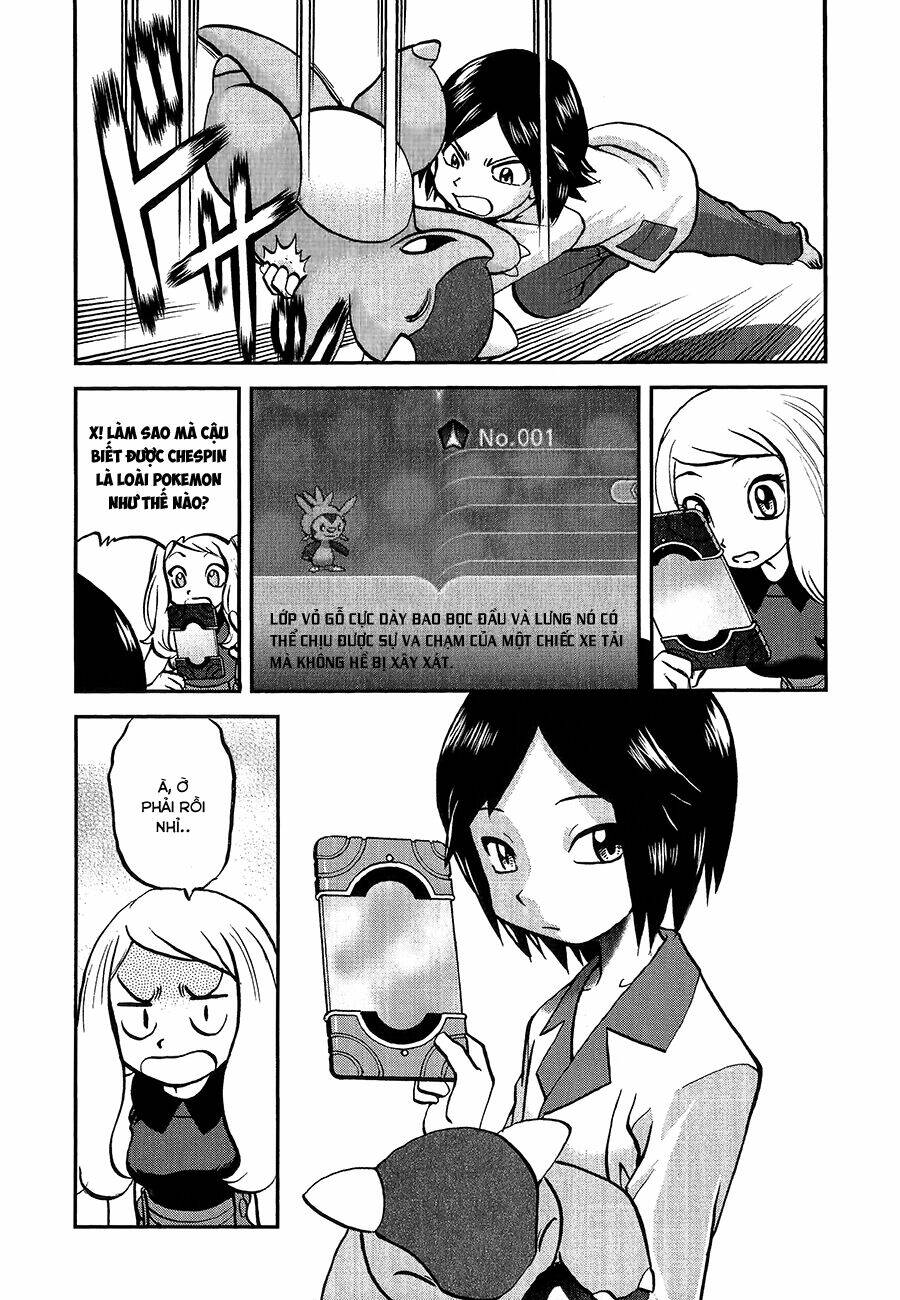 X! LÀM SAO MÀ CẬU
BIẾT ĐƯỢC CHESPIN
LÀ LOÀI POKEMON
NHƯ THẾ NÀO?
No.001
LỚP VỎ GỖ CỰC DÀY BAO BỌC ĐẦU VÀ LƯNG NÓ CÓ
THỂ CHỊU ĐƯỢC SỰ VA CHẠM CỦA MỘT CHIẾC XE TẢI
MÀ KHÔNG HỀ BỊ XÂY XÁT.
À, Ờ
PHẢI RỒI
NHỈ..